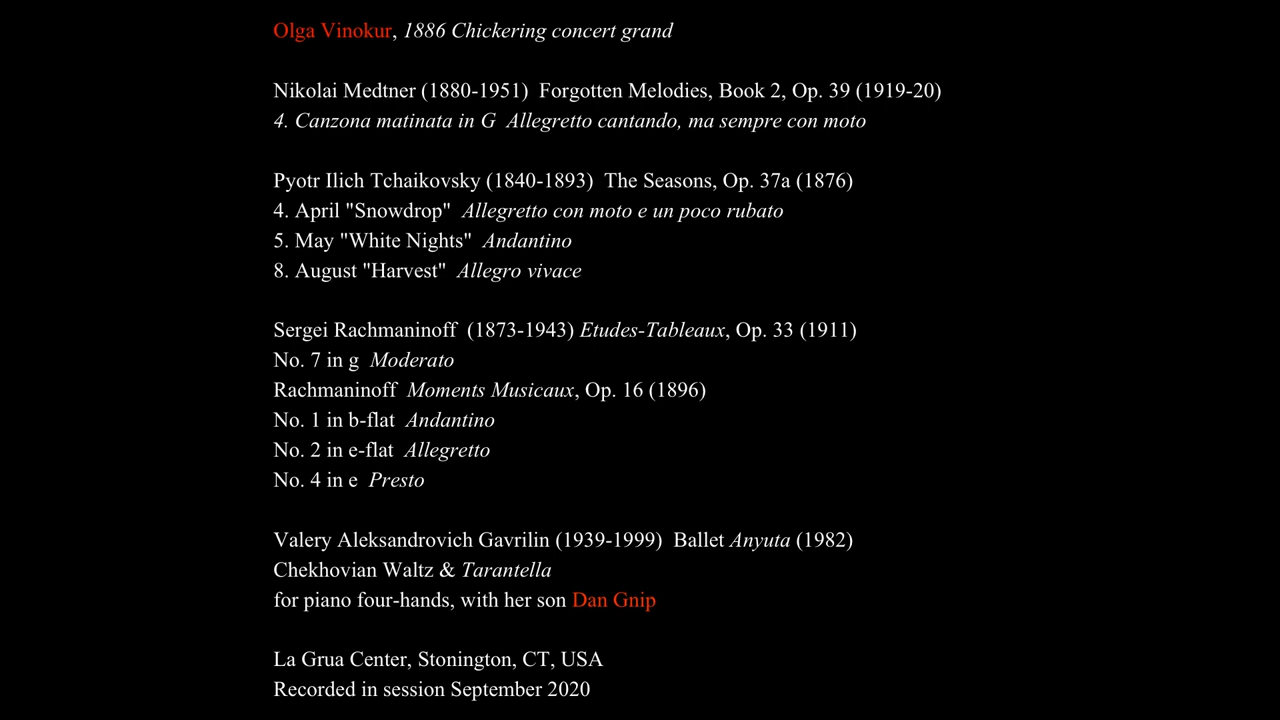 Olga Vinokur, 1886 Chickering concert grand
Nikolai Medtner (1880-1951)  Forgotten Melodies, Book 2, Op. 39 (1919-20)
4. Canzona matinata in G  Allegretto cantando, ma sempre con moto
Pyotr Ilich Tchaikovsky (1840-1893)  The Seasons, Op. 37a (1876)
4. April "Snowdrop"  Allegretto con moto e un poco rubato
5. May "White Nights"  Andantino
8. August "Harvest"  Allegro vivace
Sergei Rachmaninoff  (1873-1943) Etudes-Tableaux, Op. 33 (1911)
No. 7 in g  Moderato
Rachmaninoff  Moments Musicaux, Op. 16 (1896)
No. 1 in b-flat  Andantino
No. 2 in e-flat  Allegretto
No. 4 in e  Presto
Valery Aleksandrovich Gavrilin (1939-1999)  Ballet Anyuta (1982)
Chekhovian Waltz & Tarantella
for piano four-hands, with her son Dan Gnip
La Grua Center, Stonington, CT, USA
Recorded in session September 2020